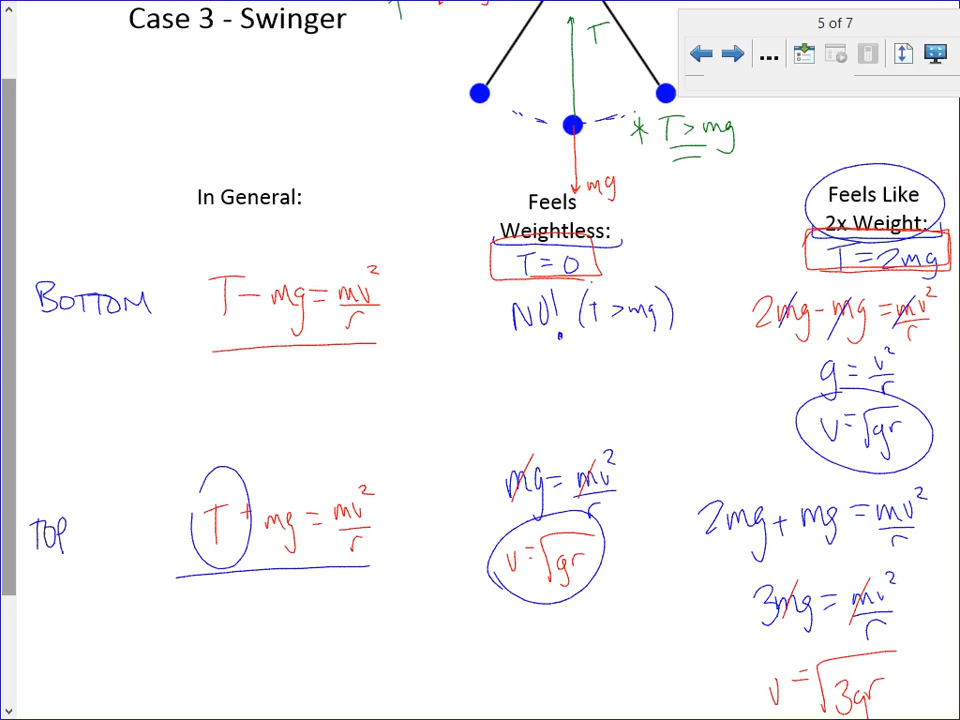 Case 3 - Swinger
5 of 7
T
* T > mg
mg
In General:
Feels
Weightless:
Feels Like
2x Weight:
T = 0
T = 2mg
BOTTOM
T - mg = mv²/r
NO! (T > mg)
2mg - mg = mv²/r
g = v²/r
v = √gr
TOP
T + mg = mv²/r
mg = mv²/r
v = √gr
2mg + mg = mv²/r
3mg = mv²/r
v = √3gr